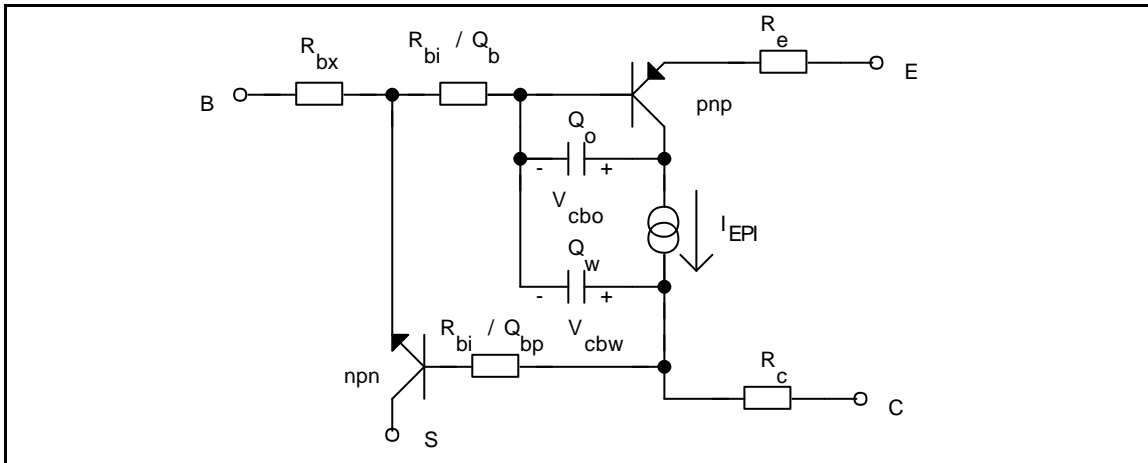 R bx
R bi / Q b
R e
B
E
pnp
Q o
- +
V cbo
I EPI
Q w
- +
V cbw
R bi / Q bp
npn
R c
C
S